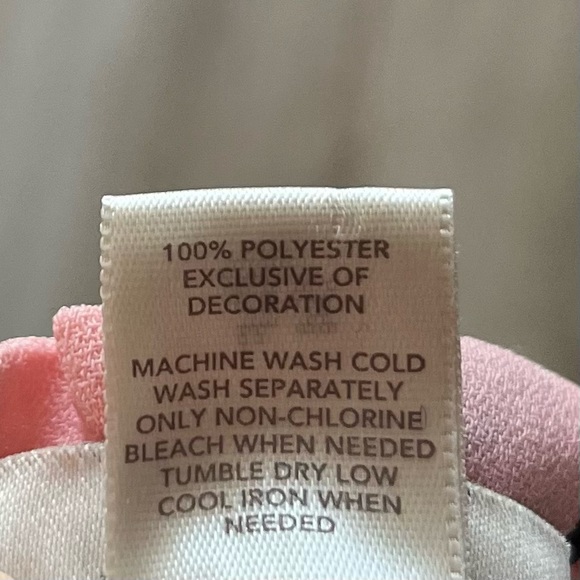 100% POLYESTER
EXCLUSIVE OF
DECORATION
MACHINE WASH COLD
WASH SEPARATELY
ONLY NON-CHLORINE
BLEACH WHEN NEEDED
TUMBLE DRY LOW
COOL IRON WHEN
NEEDED